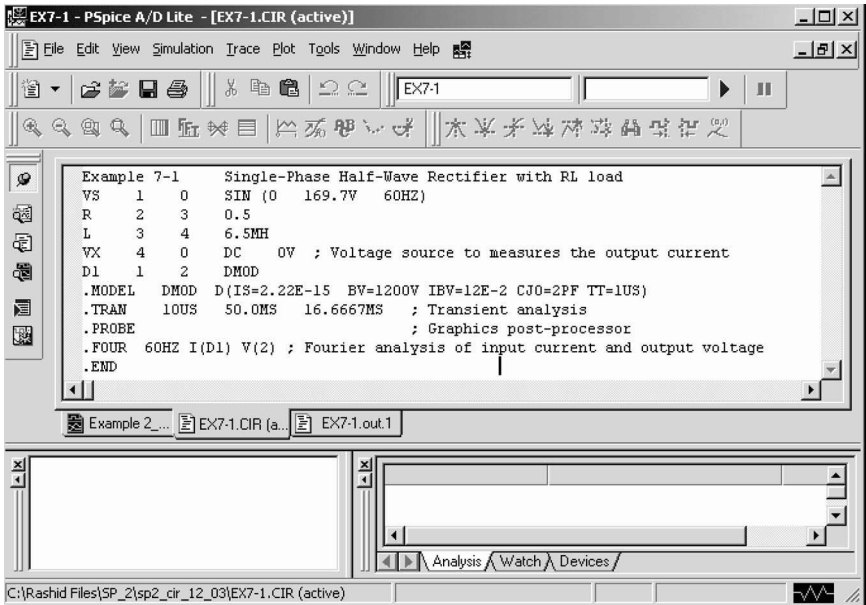 EX7-1 - PSpice A/D Lite - [EX7-1.CIR (active)]
File Edit View Simulation Trace Plot Tools Window Help
EX7-1
FFT
Example 7-1 Single-Phase Half-Wave Rectifier with RL load
VS 1 0 SIN (0 169.7V 60HZ)
R 2 3 0.5
L 3 4 6.5MH
VX 4 0 DC 0V ; Voltage source to measures the output current
D1 1 2 DMOD
.MODEL DMOD D(IS=2.22E-15 BV=1200V IBV=12E-2 CJO=2PF TT=1US)
.TRAN 10US 50.0MS 16.6667MS ; Transient analysis
.PROBE ; Graphics post-processor
.FOUR 60HZ I(D1) V(2) ; Fourier analysis of input current and output voltage
.END
Example 2_... EX7-1.CIR (a... EX7-1.out.1
Analysis Watch Devices
C:\Rashid Files\SP_2\sp2_cir_12_03\EX7-1.CIR (active)